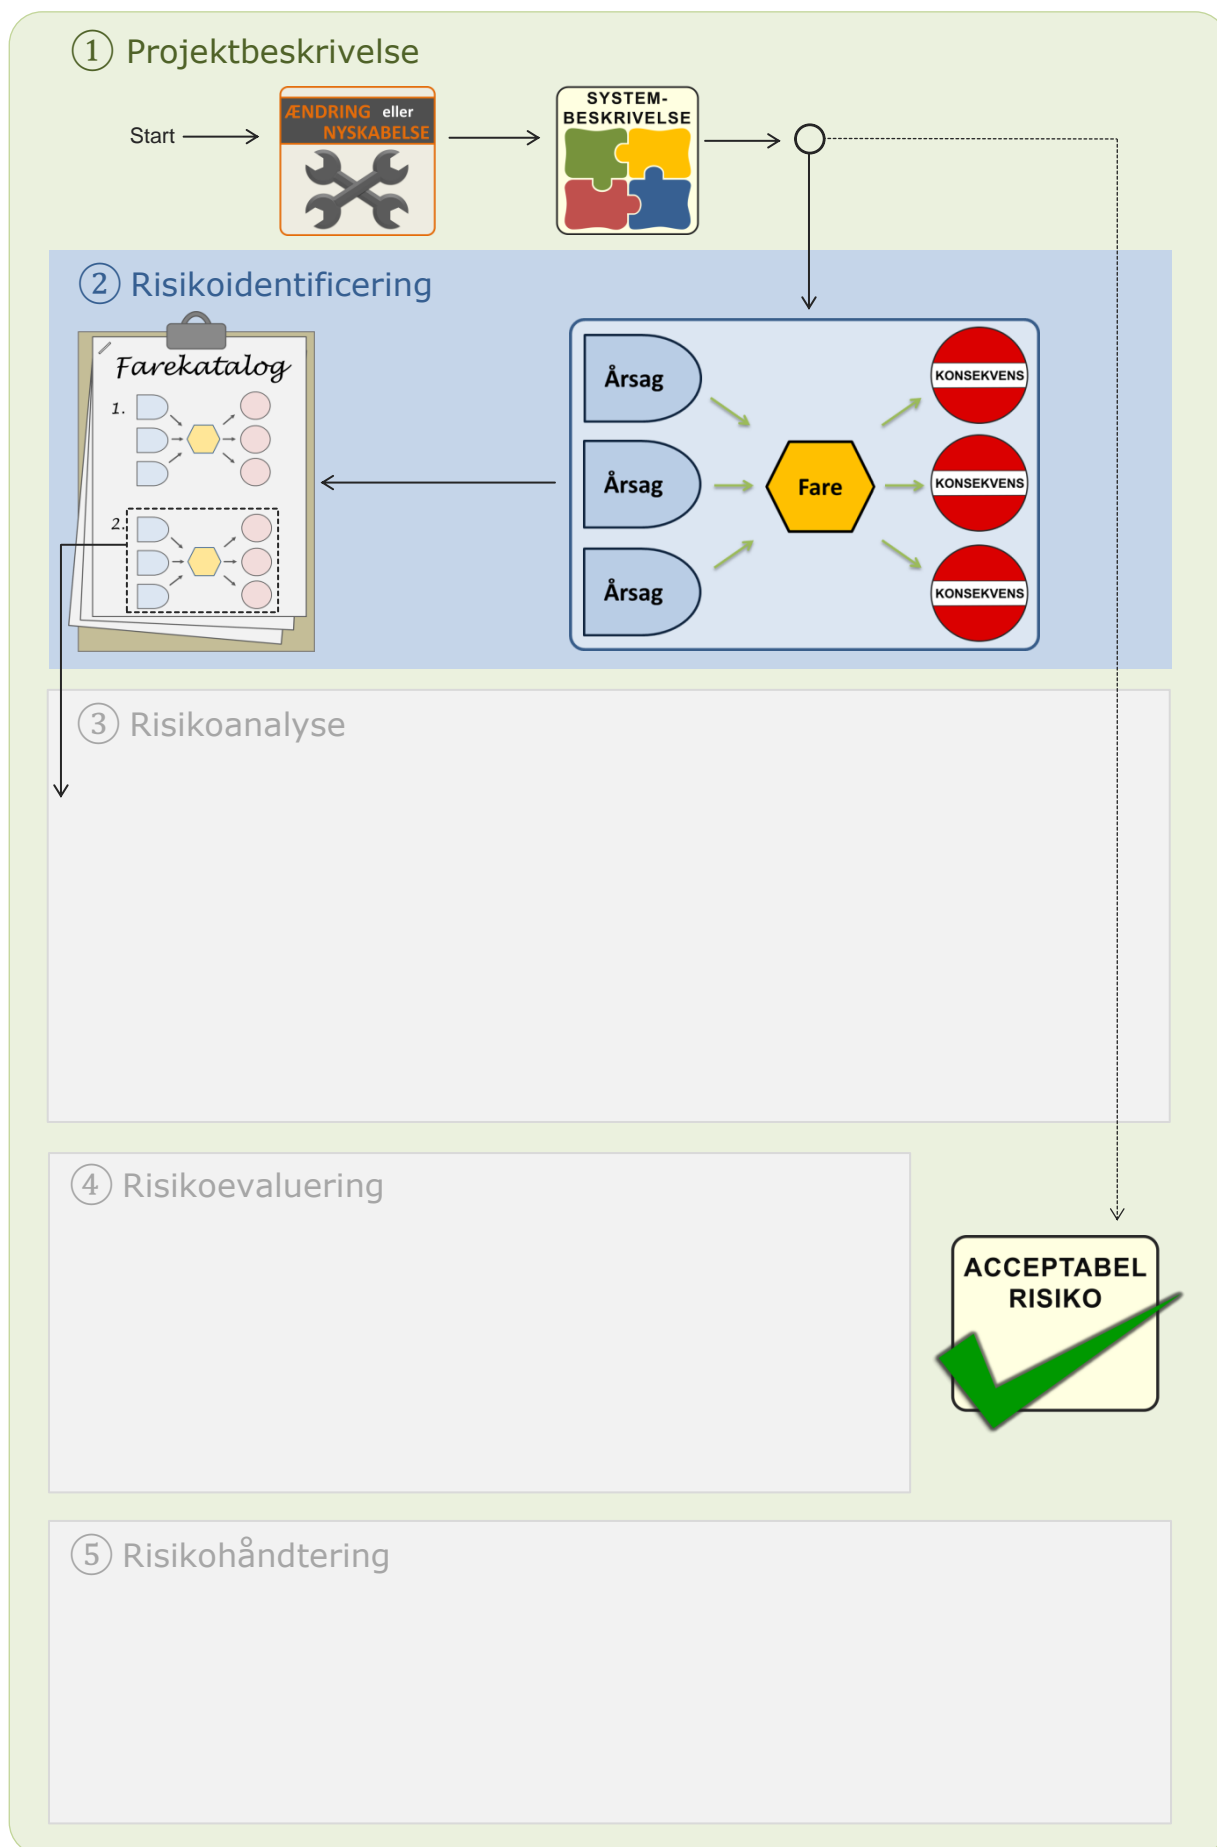 ① Projektbeskrivelse
Start
ÆNDRING eller
NYSKABELSE
SYSTEM-
BESKRIVELSE
② Risikoidentificering
Farekatalog
1.
2.
Årsag
Årsag
Årsag
Fare
KONSEKVENS
KONSEKVENS
KONSEKVENS
③ Risikoanalyse
④ Risikoevaluering
ACCEPTABEL
RISIKO
⑤ Risikohåndtering